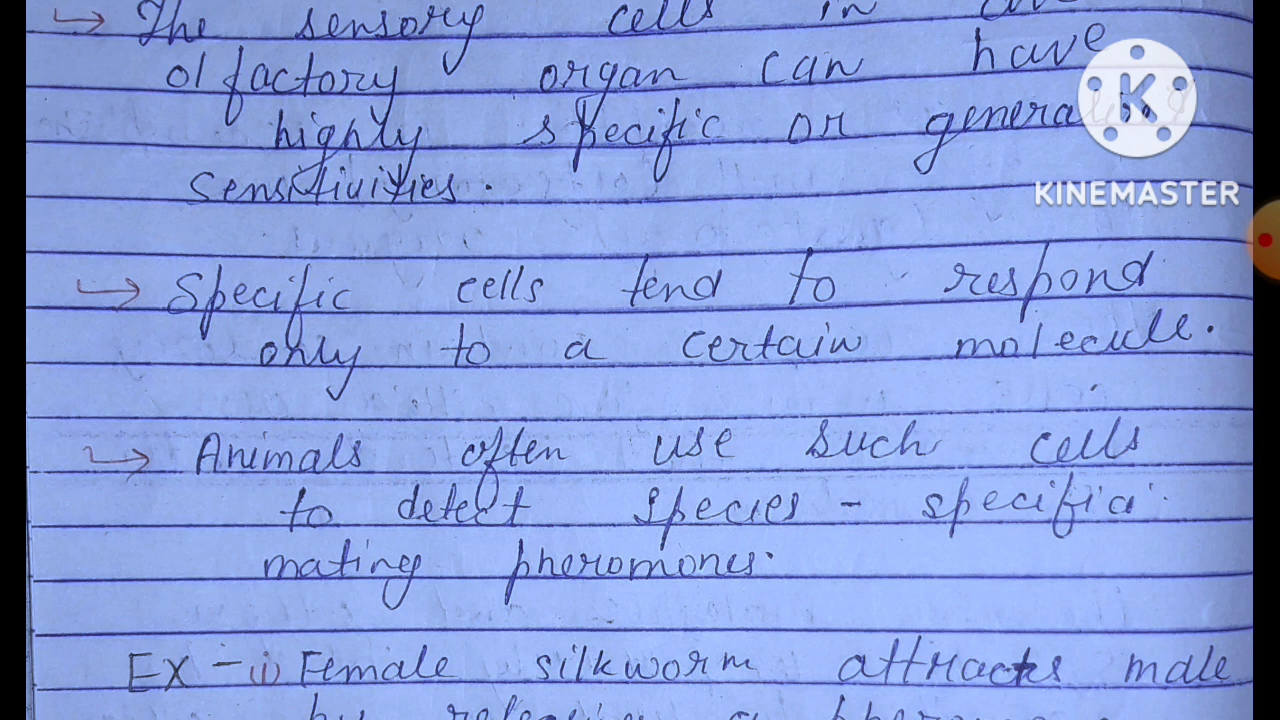 ↳ The sensory cells in
olfactory organ can have
highly specific or
sensitivities.
↳ Specific cells tend to respond
only to a certain molecule.
↳ Animals often use such cells
to detect species - specific
mating pheromones.
Ex - (i) Female silkworm attracts male
by a
K
KINEMASTER